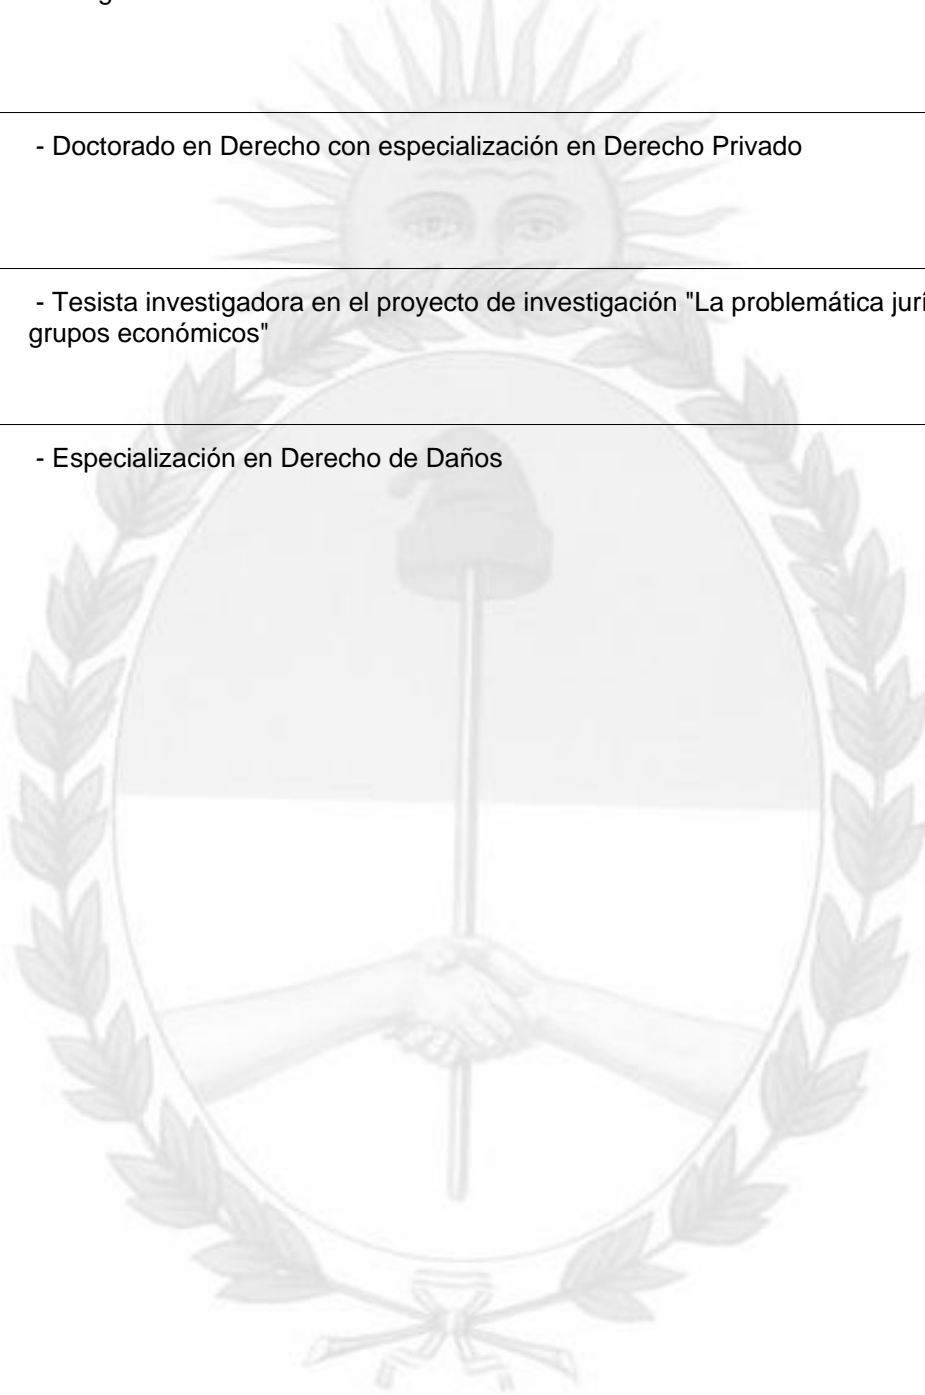 - Doctorado en Derecho con especialización en Derecho Privado
- Tesista investigadora en el proyecto de investigación "La problemática
grupos económicos"
- Especialización en Derecho de Daños